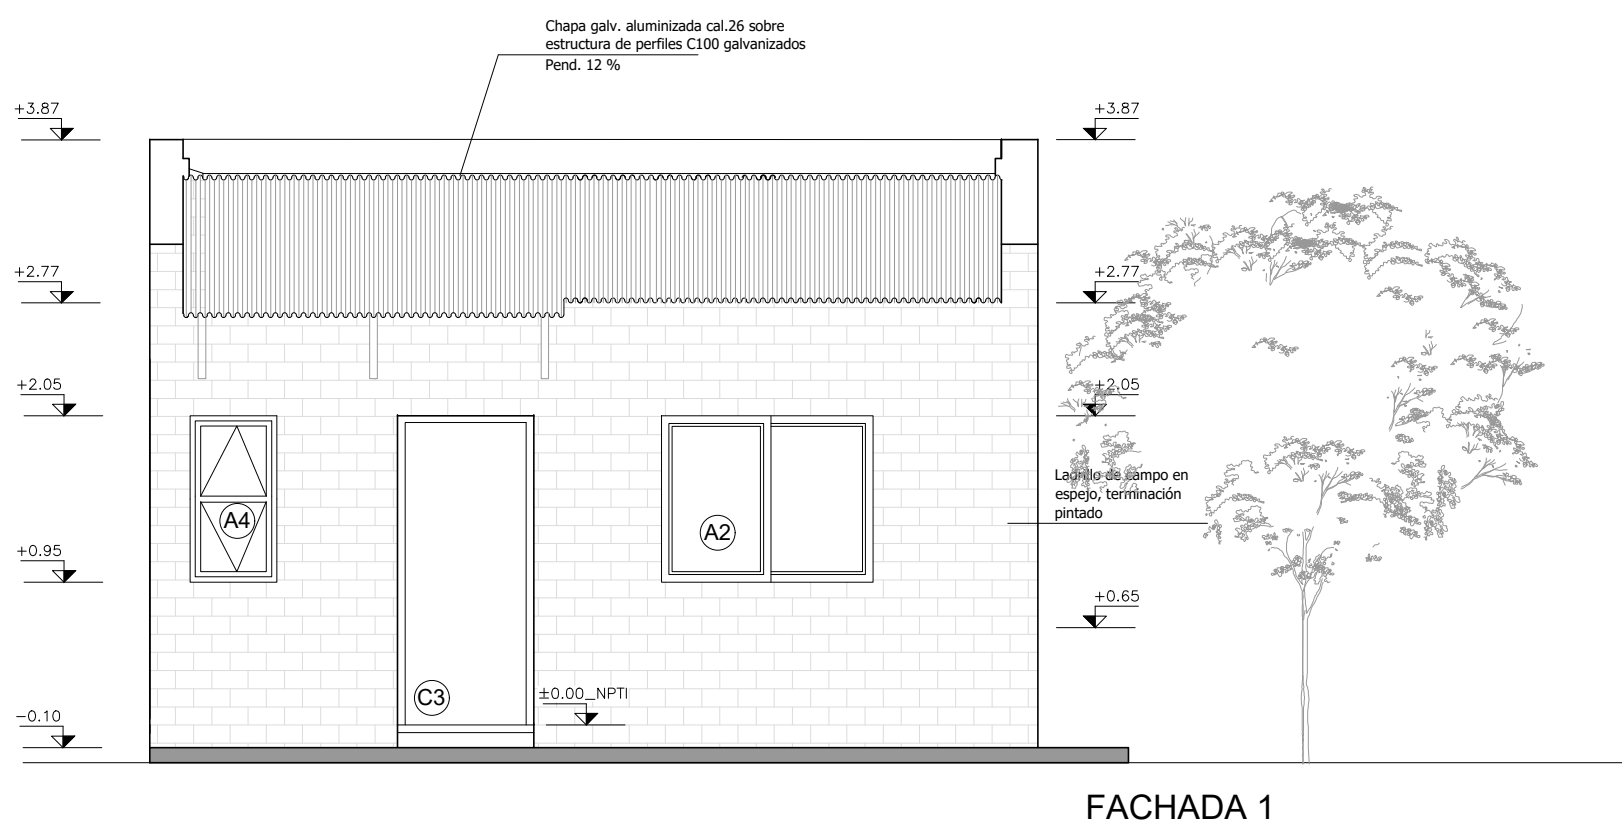 Chapa galv. aluminizada cal.26 sobre
estructura de perfiles C100 galvanizados
Pend. 12 %
+3.87
+3.87
+2.77
+2.77
+2.05
+2.05
Ladrillo de campo en
espejo, terminación
pintado
A4
A2
+0.95
+0.65
C3
±0.00_NPTI
−0.10
FACHADA 1